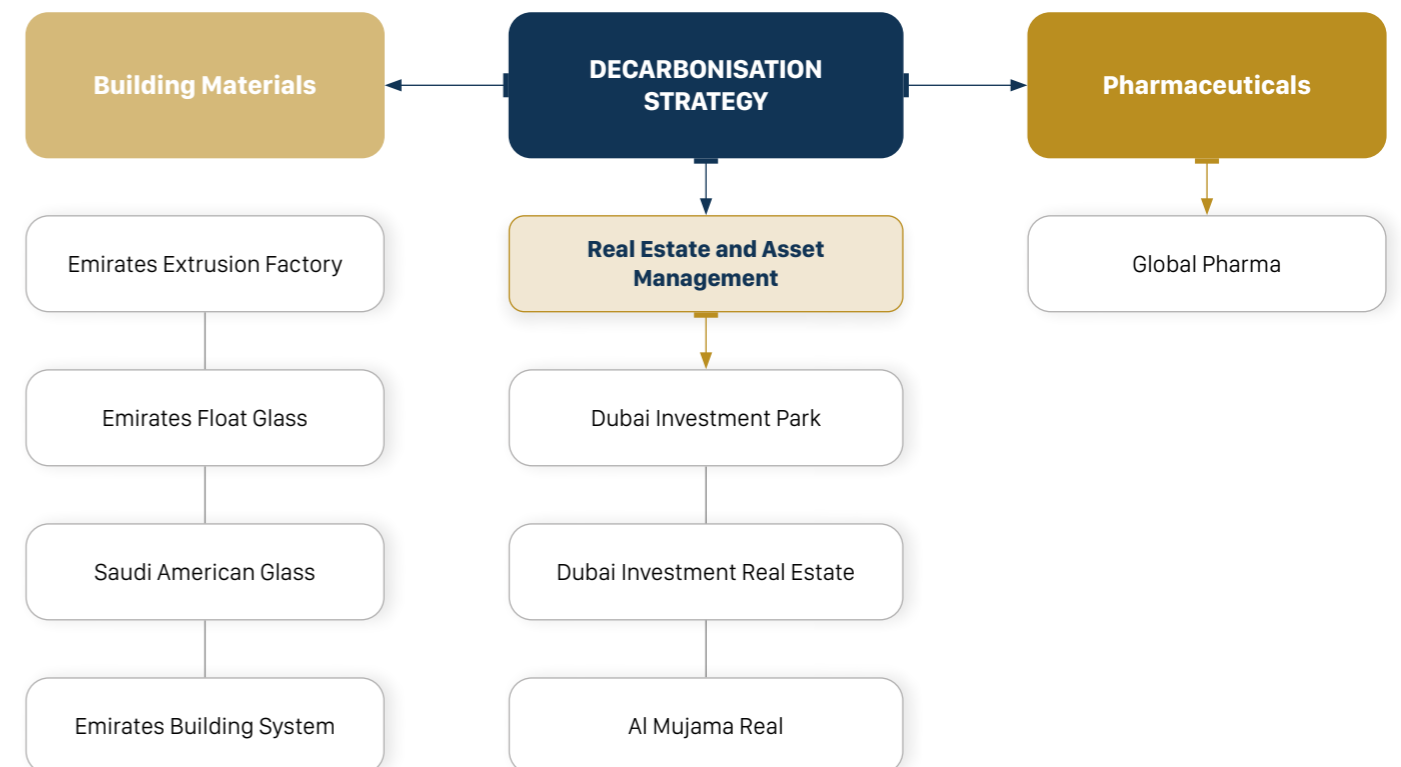 Building Materials
DECARBONISATION
STRATEGY
Pharmaceuticals
Emirates Extrusion Factory
Real Estate and Asset
Management
Global Pharma
Emirates Float Glass
Dubai Investment Park
Saudi American Glass
Dubai Investment Real Estate
Emirates Building System
Al Mujama Real